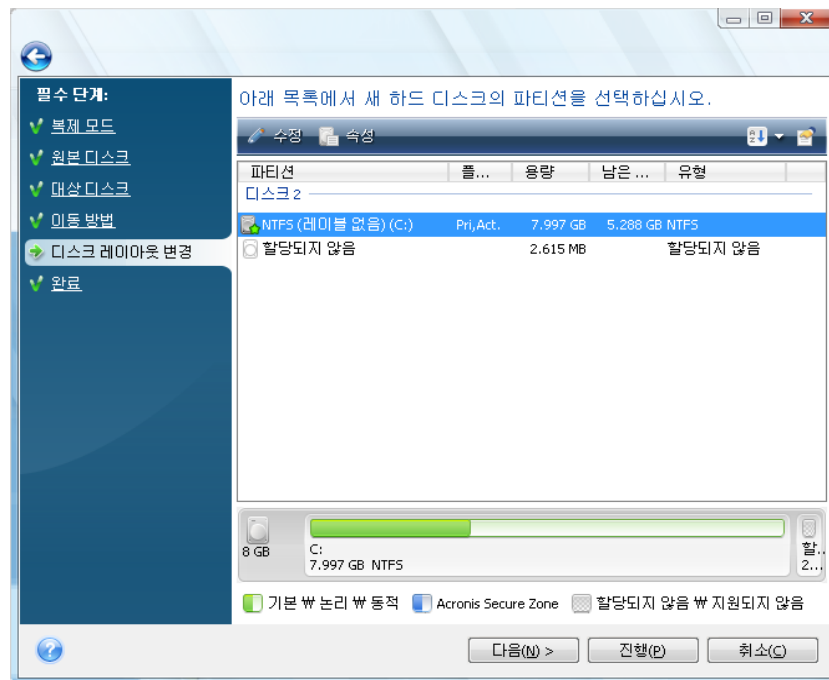 필수 단계:
복제 모드
원본 디스크
대상 디스크
이동 방법
디스크 레이아웃 변경
완료
아래 목록에서 새 하드 디스크의 파티션을 선택하십시오.
수정 속성
파티션 플... 용량 남은 ... 유형
디스크 2
NTFS (레이블 없음) (C:) Pri,Act. 7.997 GB 5.288 GB NTFS
할당되지 않음 2.615 MB 할당되지 않음
8 GB
C:
7.997 GB NTFS
할...
2...
기본 ₩ 논리 ₩ 동적 Acronis Secure Zone 할당되지 않음 ₩ 지원되지 않음
다음(N) > 진행(P) 취소(C)